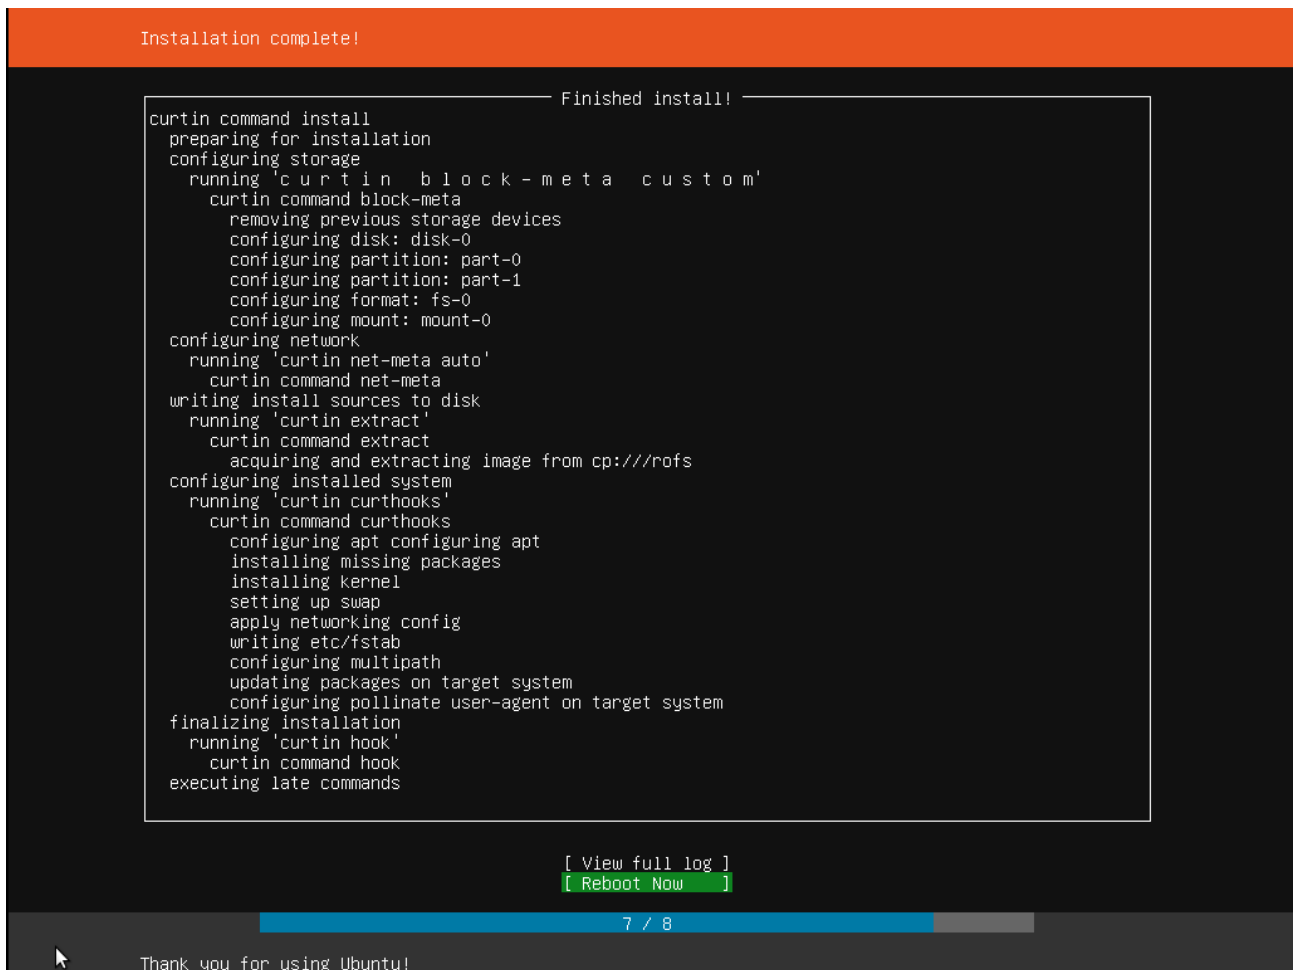 Installation complete!
Finished install!
curtin command install
preparing for installation
configuring storage
running 'c u r t i n   b l o c k - m e t a   c u s t o m'
curtin command block-meta
removing previous storage devices
configuring disk: disk-0
configuring partition: part-0
configuring partition: part-1
configuring format: fs-0
configuring mount: mount-0
configuring network
running 'curtin net-meta auto'
curtin command net-meta
writing install sources to disk
running 'curtin extract'
curtin command extract
acquiring and extracting image from cp:///rofs
configuring installed system
running 'curtin curthooks'
curtin command curthooks
configuring apt configuring apt
installing missing packages
installing kernel
setting up swap
apply networking config
writing etc/fstab
configuring multipath
updating packages on target system
configuring pollinate user-agent on target system
finalizing installation
running 'curtin hook'
curtin command hook
executing late commands
[ View full log ]
[ Reboot Now    ]
7 / 8
Thank you for using Ubuntu!